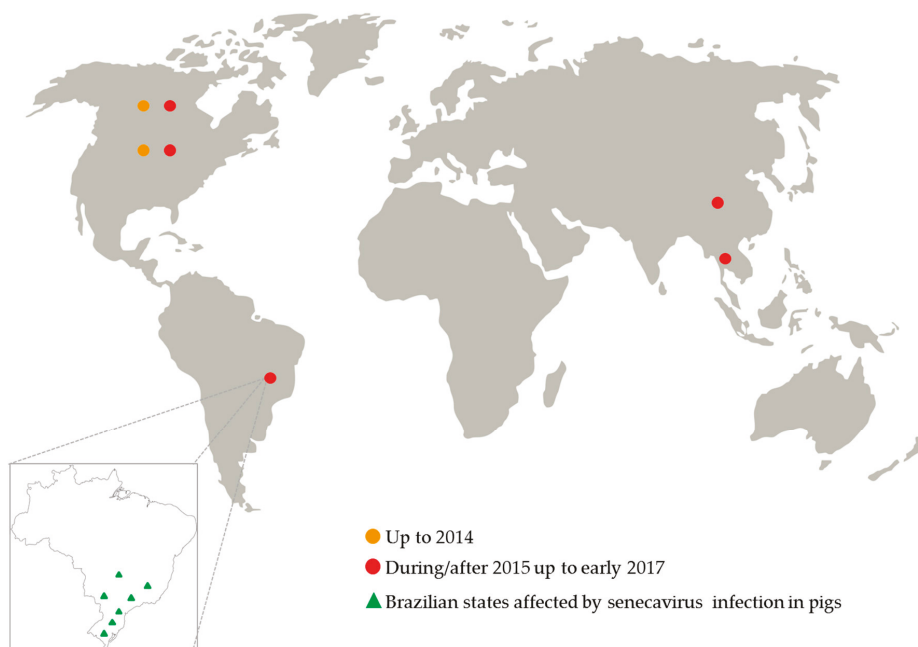 Up to 2014
During/after 2015 up to early 2017
Brazilian states affected by senecavirus infection in pigs